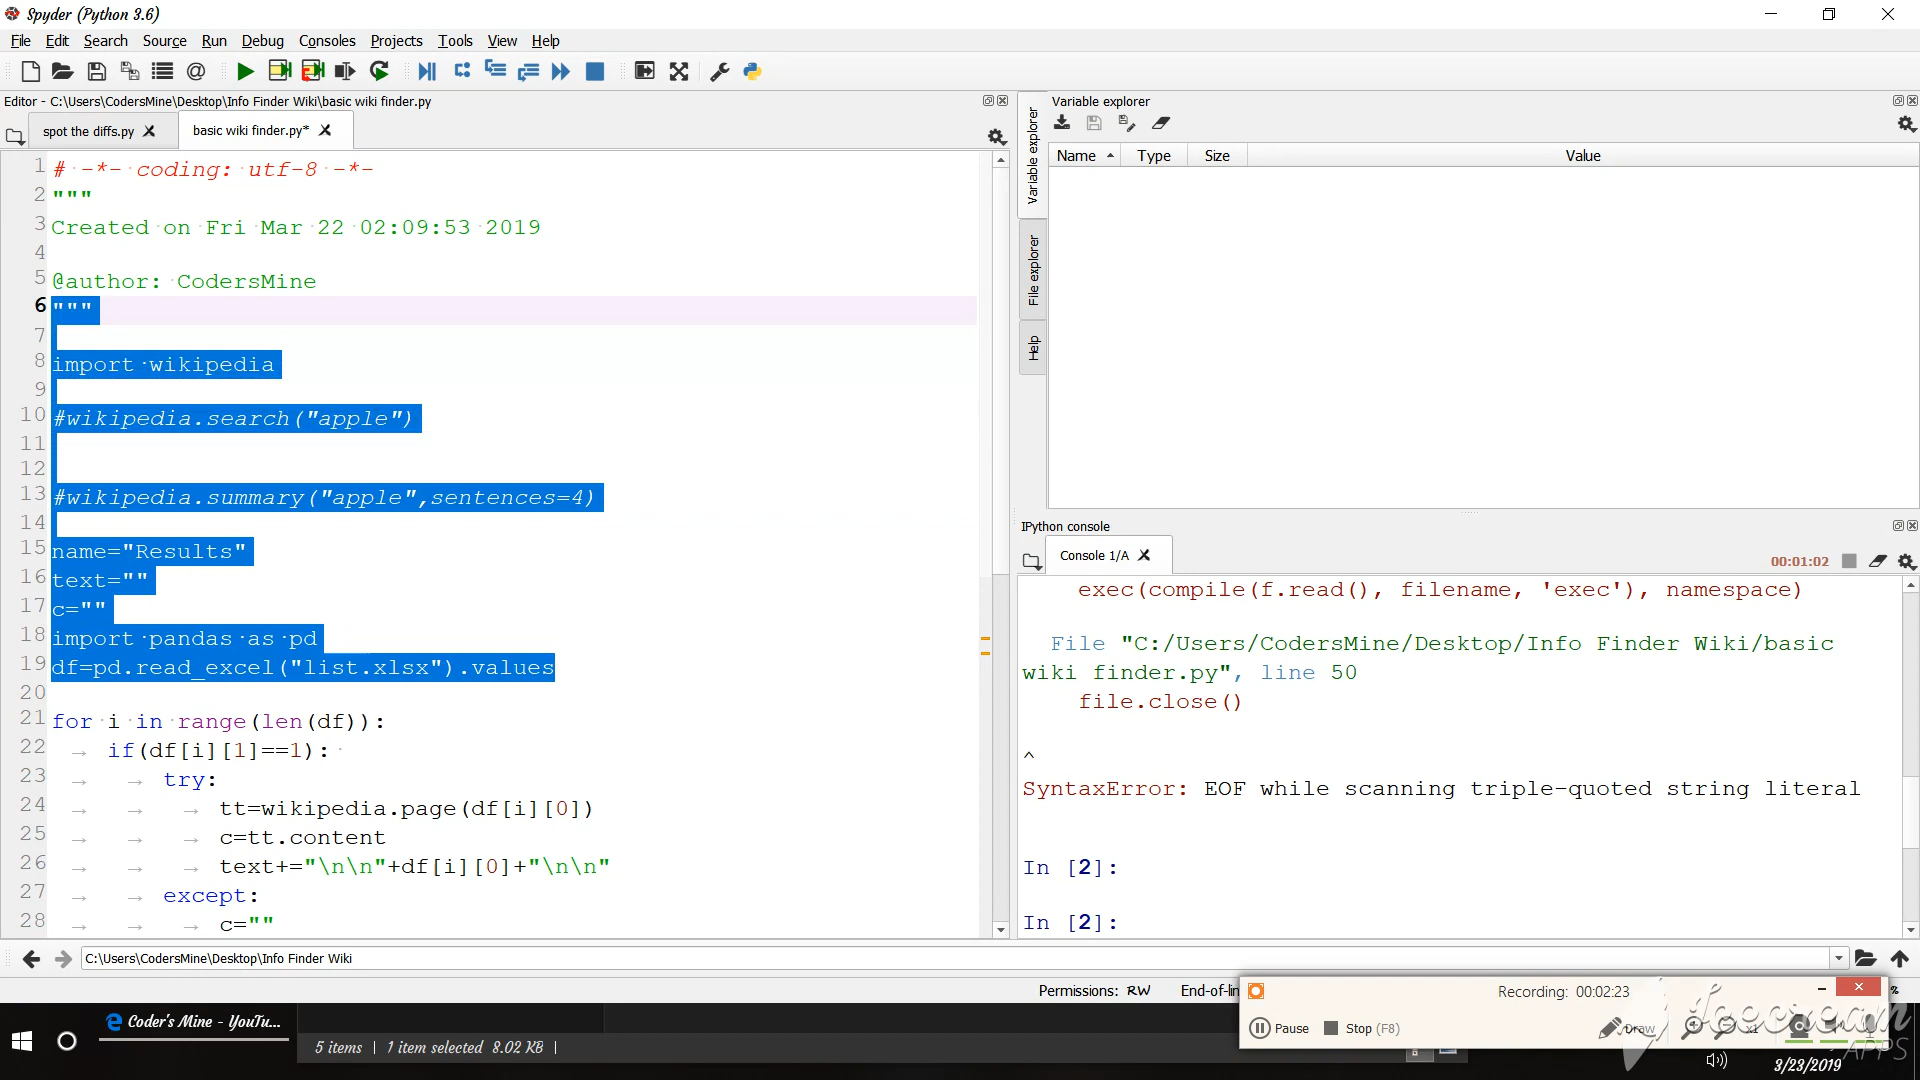 Spyder (Python 3.6)
File Edit Search Source Run Debug Consoles Projects Tools View Help
Editor - C:\Users\CodersMine\Desktop\Info Finder Wiki\basic wiki finder.py
spot the diffs.py
basic wiki finder.py*
1 # -*- coding: utf-8 -*-
2 """
3 Created on Fri Mar 22 02:09:53 2019
4
5 @author: CodersMine
6 """
7
8 import wikipedia
9
10 #wikipedia.search("apple")
11
12
13 #wikipedia.summary("apple",sentences=4)
14
15 name="Results"
16 text=""
17 c=""
18 import pandas as pd
19 df=pd.read_excel("list.xlsx").values
20
21 for i in range(len(df)):
22 if(df[i][1]==1):
23 try:
24 tt=wikipedia.page(df[i][0])
25 c=tt.content
26 text+="\n\n"+df[i][0]+"\n\n"
27 except:
28 c=""
Variable explorer
Name Type Size Value
Variable explorer
File explorer
Help
IPython console
Console 1/A
00:01:02
exec(compile(f.read(), filename, 'exec'), namespace)
File "C:/Users/CodersMine/Desktop/Info Finder Wiki/basic
wiki finder.py", line 50
file.close()
^
SyntaxError: EOF while scanning triple-quoted string literal
In [2]:
In [2]:
C:\Users\CodersMine\Desktop\Info Finder Wiki
Permissions: RW End-of-lin
%
Recording: 00:02:23
Pause Stop (F8) Draw x1
Icecream
APPS
Coder's Mine - YouTu...
5 items | 1 item selected 8.02 KB |
3/23/2019